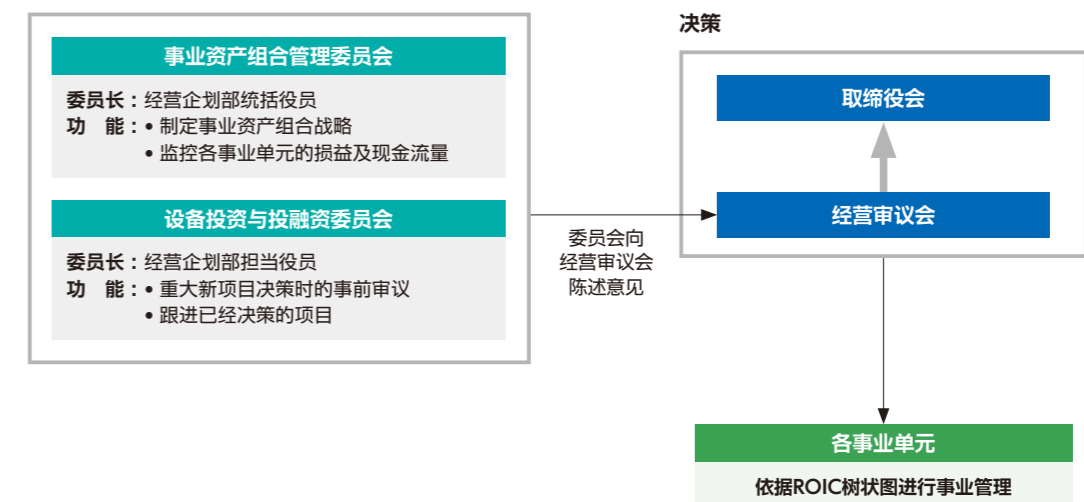 事业资产组合管理委员会
委员长：经营企划部统括役员
功　能：• 制定事业资产组合战略
• 监控各事业单元的损益及现金流量
设备投资与投融资委员会
委员长：经营企划部担当役员
功　能：• 重大新项目决策时的事前审议
• 跟进已经决策的项目
委员会向
经营审议会
陈述意见
决策
取缔役会
经营审议会
各事业单元
依据ROIC树状图进行事业管理